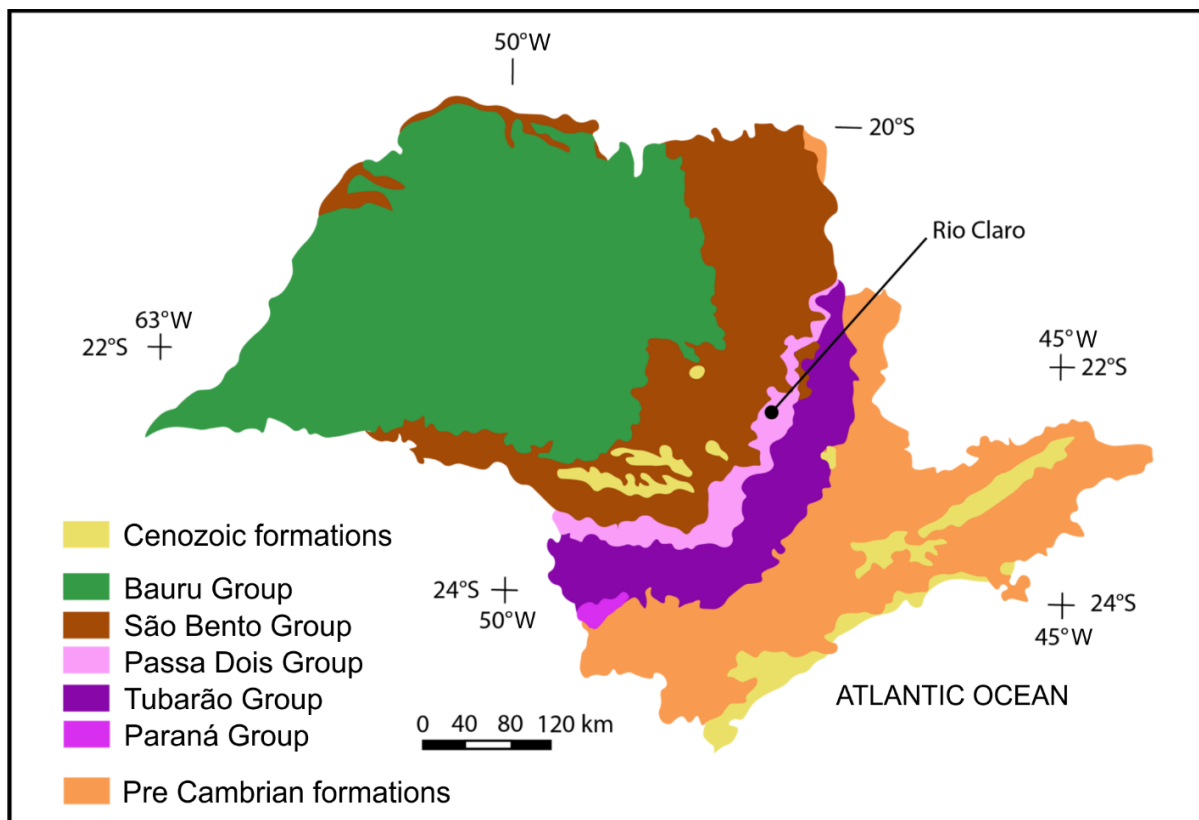 50°W
20°S
Rio Claro
63°W
22°S
45°W
22°S
Cenozoic formations
Bauru Group
São Bento Group
Passa Dois Group
Tubarão Group
Paraná Group
Pre Cambrian formations
24°S
50°W
24°S
45°W
ATLANTIC OCEAN
0 40 80 120 km